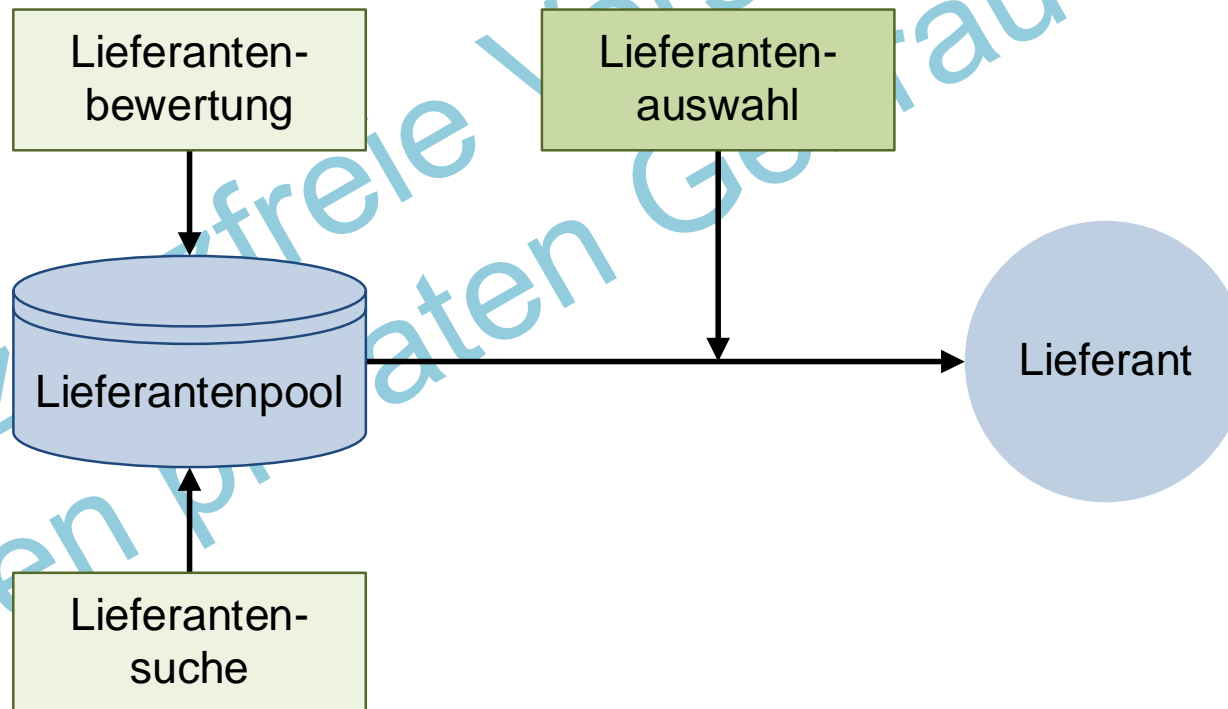 Lieferanten-
bewertung
Lieferanten-
auswahl
Lieferantenpool
Lieferant
Lieferanten-
suche